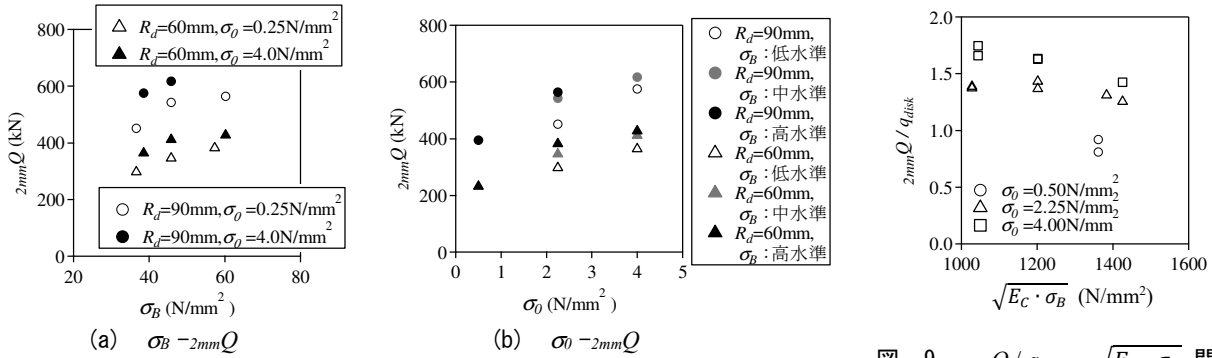 R_d=60mm, σ_0=0.25N/mm²
R_d=60mm, σ_0=4.0N/mm²
800
600
400
200
0
2mmQ (kN)
R_d=90mm, σ_0=0.25N/mm²
R_d=90mm, σ_0=4.0N/mm²
20 40 60 80
σ_B (N/mm²)
(a) σ_B −2mmQ
800
600
400
200
0
2mmQ (kN)
0 1 2 3 4 5
σ_0 (N/mm²)
(b) σ_0 −2mmQ
R_d=90mm,
σ_B：低水準
R_d=90mm,
σ_B：中水準
R_d=90mm,
σ_B：高水準
R_d=60mm,
σ_B：低水準
R_d=60mm,
σ_B：中水準
R_d=60mm,
σ_B：高水準
2.0
1.5
1.0
0.5
0.0
2mmQ / q_disk
σ_0=0.50N/mm²
σ_0=2.25N/mm²
σ_0=4.00N/mm²
1000 1200 1400 1600
√E_C・σ_B (N/mm²)